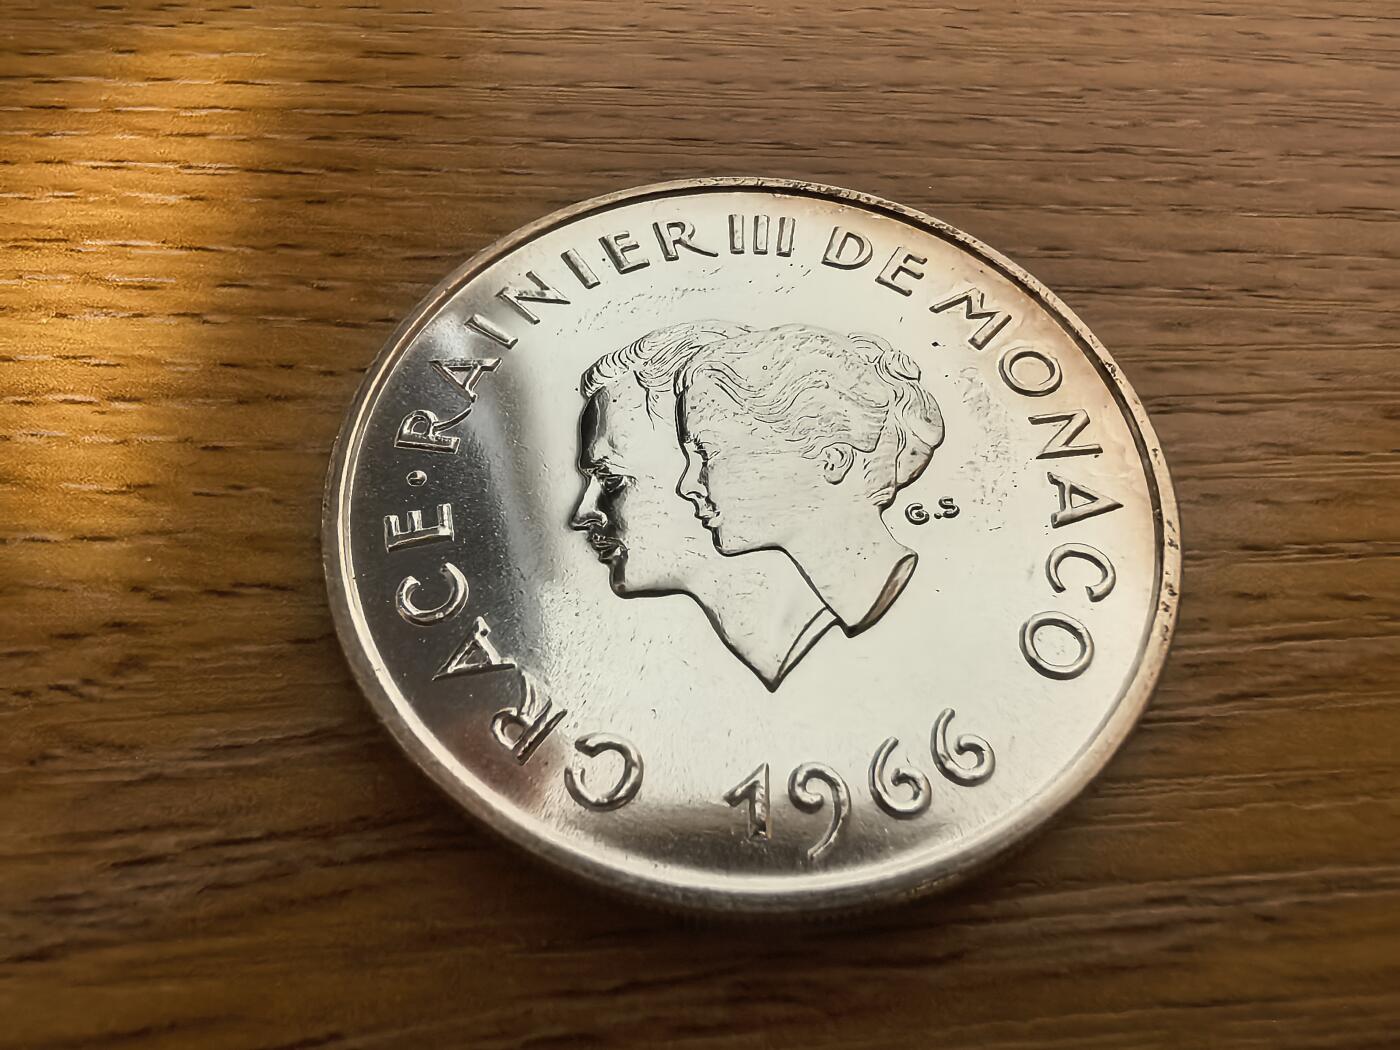 GRACE·RAINIER III DE MONACO
G.S
1966